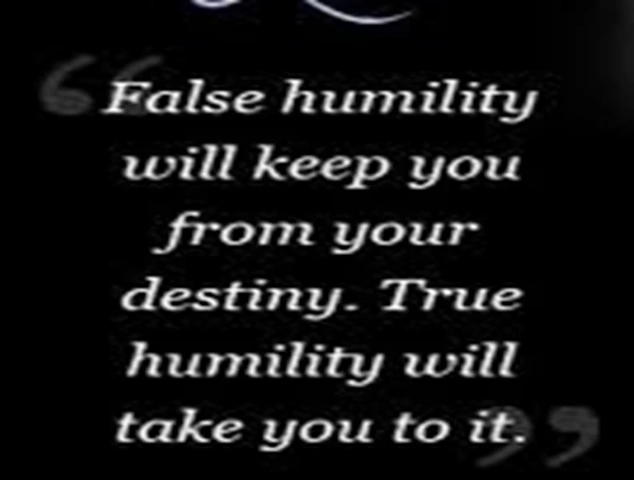 “False humility
will keep you
from your
destiny. True
humility will
take you to it.”